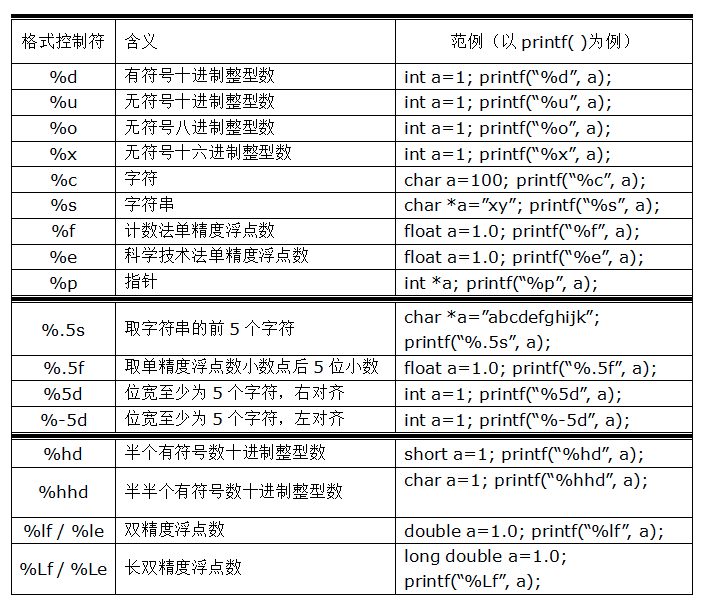 格式控制符 含义 范例（以 printf( )为例）
%d 有符号十进制整型数 int a=1; printf(“%d”, a);
%u 无符号十进制整型数 int a=1; printf(“%u”, a);
%o 无符号八进制整型数 int a=1; printf(“%o”, a);
%x 无符号十六进制整型数 int a=1; printf(“%x”, a);
%c 字符 char a=100; printf(“%c”, a);
%s 字符串 char *a=”xy”; printf(“%s”, a);
%f 计数法单精度浮点数 float a=1.0; printf(“%f”, a);
%e 科学技术法单精度浮点数 float a=1.0; printf(“%e”, a);
%p 指针 int *a; printf(“%p”, a);
%.5s 取字符串的前 5 个字符 char *a=”abcdefghijk”;
printf(“%.5s”, a);
%.5f 取单精度浮点数小数点后 5 位小数 float a=1.0; printf(“%.5f”, a);
%5d 位宽至少为 5 个字符，右对齐 int a=1; printf(“%5d”, a);
%-5d 位宽至少为 5 个字符，左对齐 int a=1; printf(“%-5d”, a);
%hd 半个有符号数十进制整型数 short a=1; printf(“%hd”, a);
%hhd 半半个有符号数十进制整型数 char a=1; printf(“%hhd”, a);
%lf / %le 双精度浮点数 double a=1.0; printf(“%lf”, a);
%Lf / %Le 长双精度浮点数 long double a=1.0;
printf(“%Lf”, a);